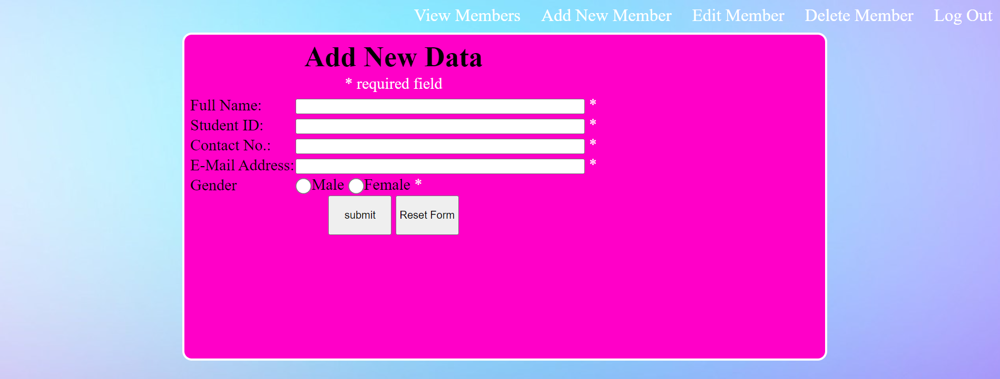 View Members Add New Member Edit Member Delete Member Log Out
Add New Data
* required field
Full Name: *
Student ID: *
Contact No.: *
E-Mail Address: *
Gender Male Female *
submit Reset Form